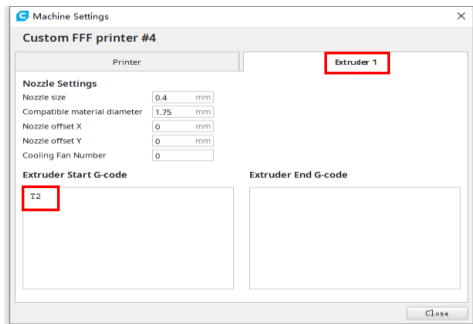 Machine Settings
Custom FFF printer #4
Printer
Extruder 1
Nozzle Settings
Nozzle size 0.4 mm
Compatible material diameter 1.75 mm
Nozzle offset X 0 mm
Nozzle offset Y 0 mm
Cooling Fan Number 0
Extruder Start G-code
Extruder End G-code
T2
Close